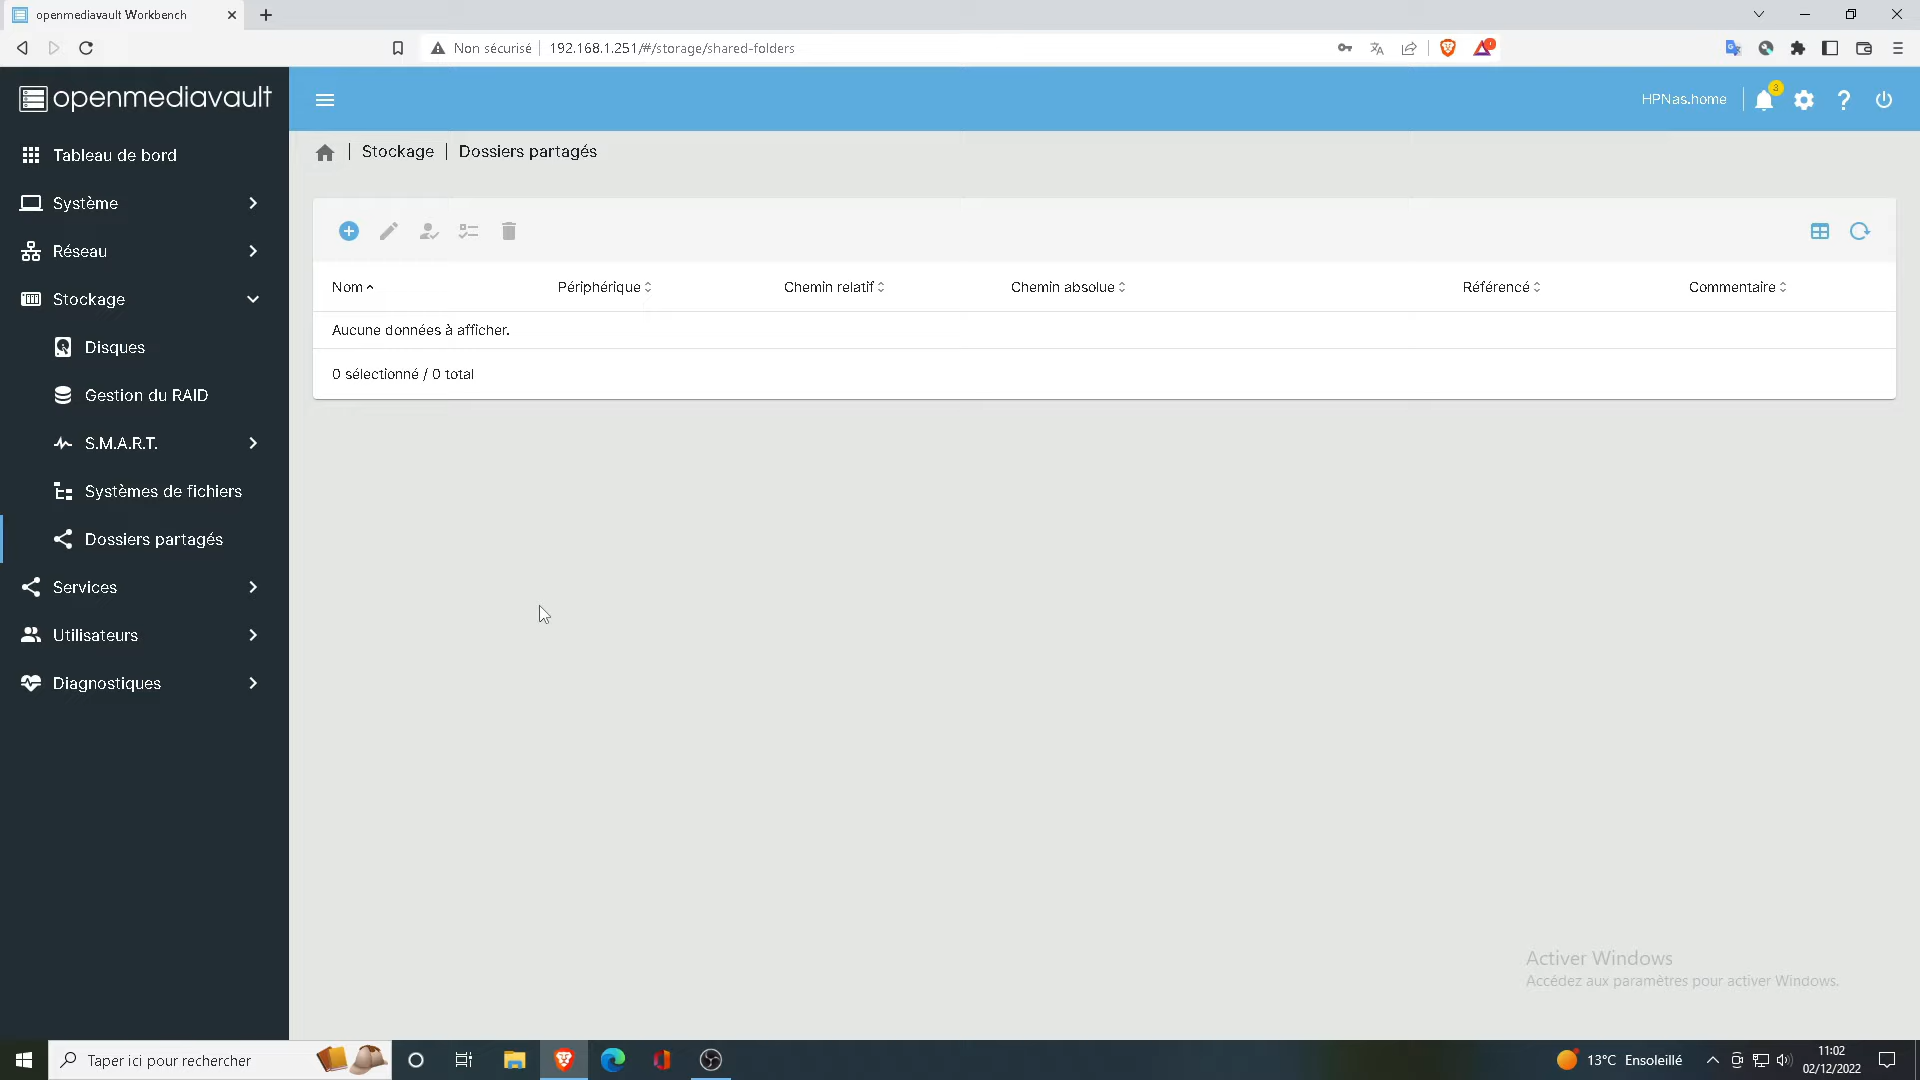 openmediavault Workbench
Non sécurisé
192.168.1.251/#/storage/shared-folders
openmediavault
HPNas.home
3
Tableau de bord
Système
Réseau
Stockage
Disques
Gestion du RAID
S.M.A.R.T.
Systèmes de fichiers
Dossiers partagés
Services
Utilisateurs
Diagnostiques
Stockage | Dossiers partagés
Nom Périphérique Chemin relatif Chemin absolue Référencé Commentaire
Aucune données à afficher.
0 sélectionné / 0 total
Activer Windows
Accédez aux paramètres pour activer Windows.
Taper ici pour rechercher
13°C Ensoleillé
11:02
02/12/2022